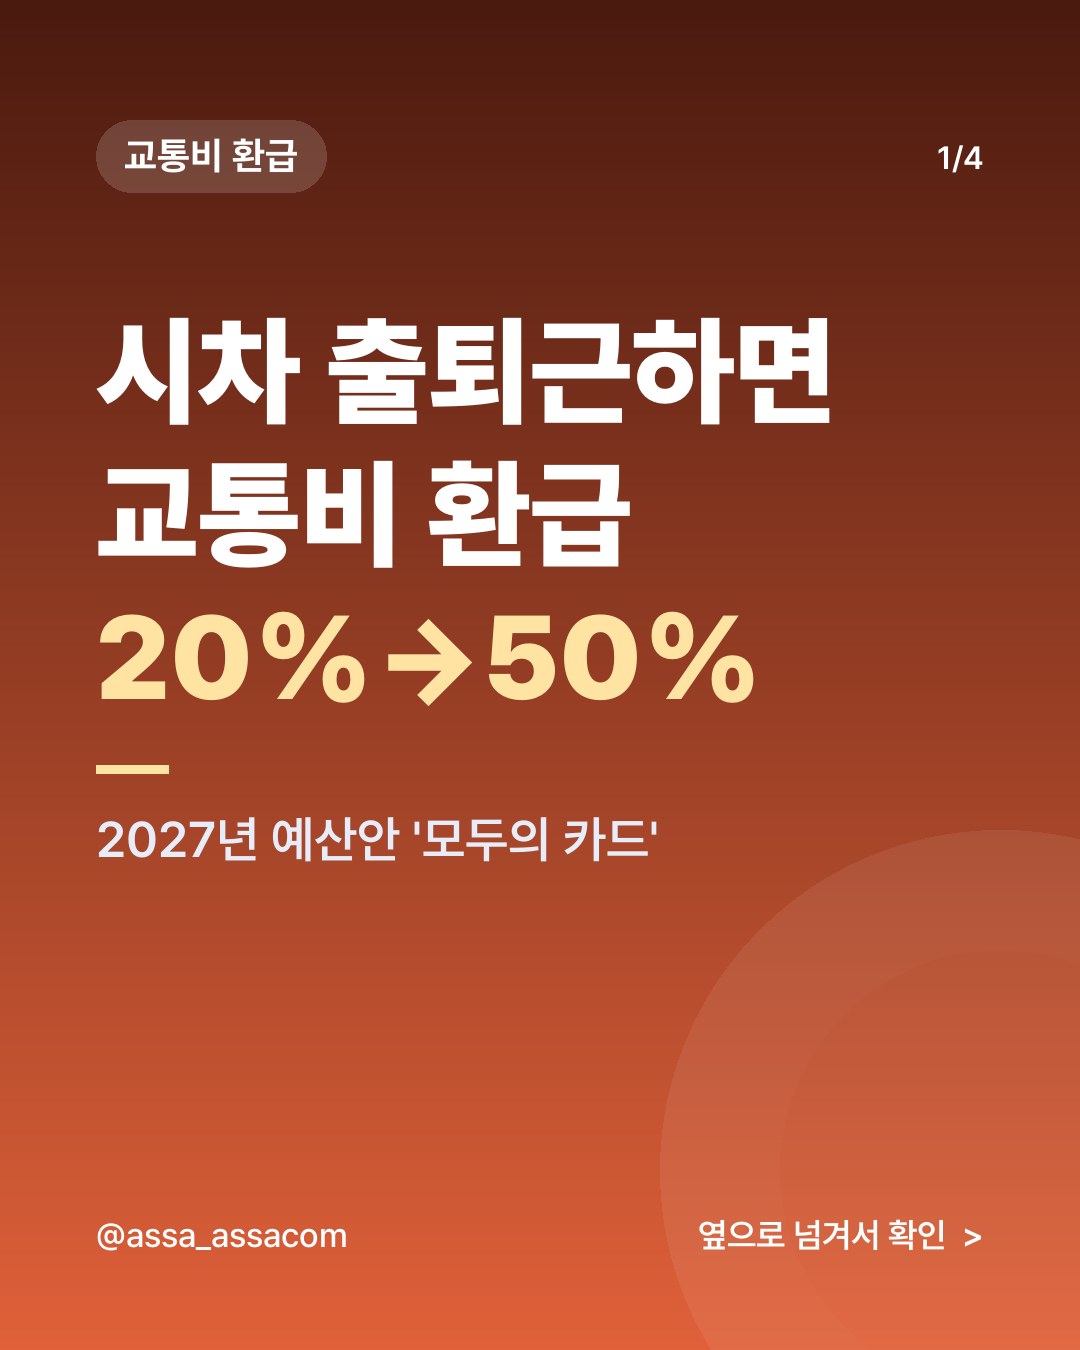 교통비 환급
1/4
시차 출퇴근하면
교통비 환급
20%→50%
2027년 예산안 '모두의 카드'
@assa_assacom
옆으로 넘겨서 확인 >